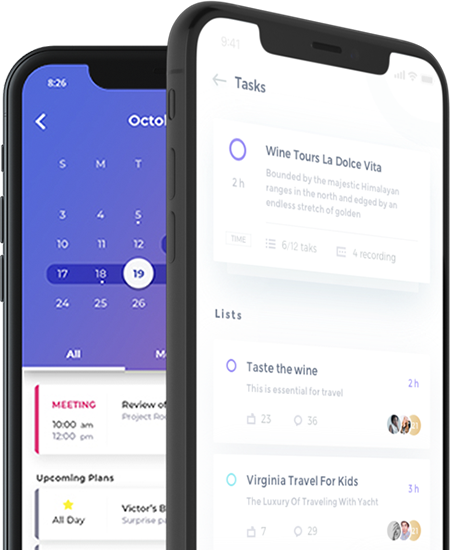 8:26
Octo
S M T
3 4 5
10 11 12
17 18 19
24 25 26
All
MEETING
10:00 am
12:00 pm
Review of
Project Ro
Upcoming Plans
All Day
Victor's B
Surprise pa
9:41
Tasks
Wine Tours La Dolce Vita
2 h
Bounded by the majestic Himalayan
ranges in the north and edged by an
endless stretch of golden
TIME
6/12 taks
4 recording
Lists
Taste the wine
2 h
This is essential for travel
23 36
Virginia Travel For Kids
3 h
The Luxury Of Traveling With Yacht
7 29